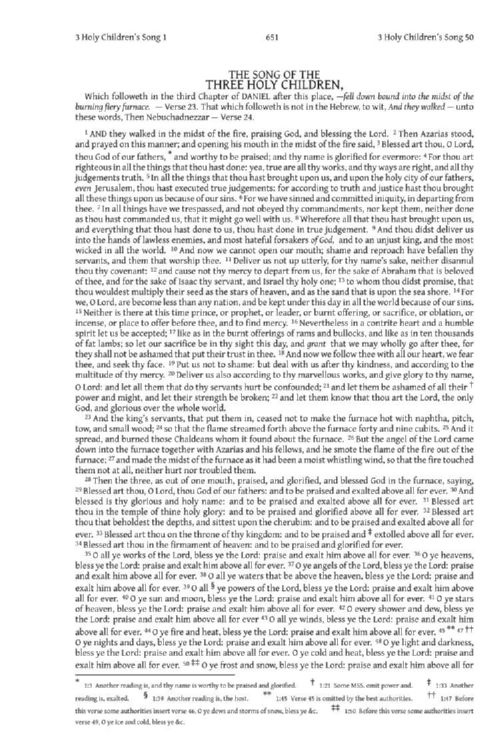 3 Holy Children's Song 1 651 3 Holy Children's Song 50
THE SONG OF THE
THREE HOLY CHILDREN,
Which followeth in the third Chapter of DANIEL after this place, —fell down bound into the midst of the
burning fiery furnace. — Verse 23. That which followeth is not in the Hebrew, to wit, And they walked — unto
these words, Then Nebuchadnezzar — Verse 24.
1 AND they walked in the midst of the fire, praising God, and blessing the Lord. 2 Then Azarias stood,
and prayed on this manner; and opening his mouth in the midst of the fire said, 3 Blessed art thou, O Lord,
thou God of our fathers, * and worthy to be praised; and thy name is glorified for evermore: 4 For thou art
righteous in all the things that thou hast done: yea, true are all thy works, and thy ways are right, and all thy
judgements truth. 5 In all the things that thou hast brought upon us, and upon the holy city of our fathers,
even Jerusalem, thou hast executed true judgements: for according to truth and justice hast thou brought
all these things upon us because of our sins. 6 For we have sinned and committed iniquity, in departing from
thee. 7 In all things have we trespassed, and not obeyed thy commandments, nor kept them, neither done
as thou hast commanded us, that it might go well with us. 8 Wherefore all that thou hast brought upon us,
and everything that thou hast done to us, thou hast done in true judgement. 9 And thou didst deliver us
into the hands of lawless enemies, and most hateful forsakers of God, and to an unjust king, and the most
wicked in all the world. 10 And now we cannot open our mouth; shame and reproach have befallen thy
servants, and them that worship thee. 11 Deliver us not up utterly, for thy name's sake, neither disannul
thou thy covenant: 12 and cause not thy mercy to depart from us, for the sake of Abraham that is beloved
of thee, and for the sake of Isaac thy servant, and Israel thy holy one; 13 to whom thou didst promise, that
thou wouldest multiply their seed as the stars of heaven, and as the sand that is upon the sea shore. 14 For
we, O Lord, are become less than any nation, and be kept under this day in all the world because of our sins.
15 Neither is there at this time prince, or prophet, or leader, or burnt offering, or sacrifice, or oblation, or
incense, or place to offer before thee, and to find mercy. 16 Nevertheless in a contrite heart and a humble
spirit let us be accepted; 17 like as in the burnt offerings of rams and bullocks, and like as in ten thousands
of fat lambs; so let our sacrifice be in thy sight this day, and grant that we may wholly go after thee, for
they shall not be ashamed that put their trust in thee. 18 And now we follow thee with all our heart, we fear
thee, and seek thy face. 19 Put us not to shame: but deal with us after thy kindness, and according to the
multitude of thy mercy. 20 Deliver us also according to thy marvellous works, and give glory to thy name,
O Lord: and let all them that do thy servants hurt be confounded; 21 and let them be ashamed of all their †
power and might, and let their strength be broken; 22 and let them know that thou art the Lord, the only
God, and glorious over the whole world.
23 And the king's servants, that put them in, ceased not to make the furnace hot with naphtha, pitch,
tow, and small wood; 24 so that the flame streamed forth above the furnace forty and nine cubits. 25 And it
spread, and burned those Chaldeans whom it found about the furnace. 26 But the angel of the Lord came
down into the furnace together with Azarias and his fellows, and he smote the flame of the fire out of the
furnace; 27 and made the midst of the furnace as it had been a moist whistling wind, so that the fire touched
them not at all, neither hurt nor troubled them.
28 Then the three, as out of one mouth, praised, and glorified, and blessed God in the furnace, saying,
29 Blessed art thou, O Lord, thou God of our fathers: and to be praised and exalted above all for ever. 30 And
blessed is thy glorious and holy name: and to be praised and exalted above all for ever. 31 Blessed art
thou in the temple of thine holy glory: and to be praised and glorified above all for ever. 32 Blessed art
thou that beholdest the depths, and sittest upon the cherubim: and to be praised and exalted above all for
ever. 33 Blessed art thou on the throne of thy kingdom: and to be praised and ‡ extolled above all for ever.
34 Blessed art thou in the firmament of heaven: and to be praised and glorified for ever.
35 O all ye works of the Lord, bless ye the Lord: praise and exalt him above all for ever. 36 O ye heavens,
bless ye the Lord: praise and exalt him above all for ever. 37 O ye angels of the Lord, bless ye the Lord: praise
and exalt him above all for ever. 38 O all ye waters that be above the heaven, bless ye the Lord: praise and
exalt him above all for ever. 39 O all § ye powers of the Lord, bless ye the Lord: praise and exalt him above
all for ever. 40 O ye sun and moon, bless ye the Lord: praise and exalt him above all for ever. 41 O ye stars
of heaven, bless ye the Lord: praise and exalt him above all for ever. 42 O every shower and dew, bless ye
the Lord: praise and exalt him above all for ever 43 O all ye winds, bless ye the Lord: praise and exalt him
above all for ever. 44 O ye fire and heat, bless ye the Lord: praise and exalt him above all for ever. 45 ** 47 ††
O ye nights and days, bless ye the Lord: praise and exalt him above all for ever. 48 O ye light and darkness,
bless ye the Lord: praise and exalt him above all for ever. O ye cold and heat, bless ye the Lord: praise and
exalt him above all for ever. 50 ‡‡ O ye frost and snow, bless ye the Lord: praise and exalt him above all for
* 1:3 Another reading is, and thy name is worthy to be praised and glorified. † 1:21 Some MSS. omit power and. ‡ 1:33 Another
reading is, exalted. § 1:39 Another reading is, the host. ** 1:45 Verse 45 is omitted by the best authorities. †† 1:47 Before
this verse some authorities insert verse 46, O ye dews and storms of snow, bless ye &c. ‡‡ 1:50 Before this verse some authorities insert
verse 49, O ye ice and cold, bless ye &c.